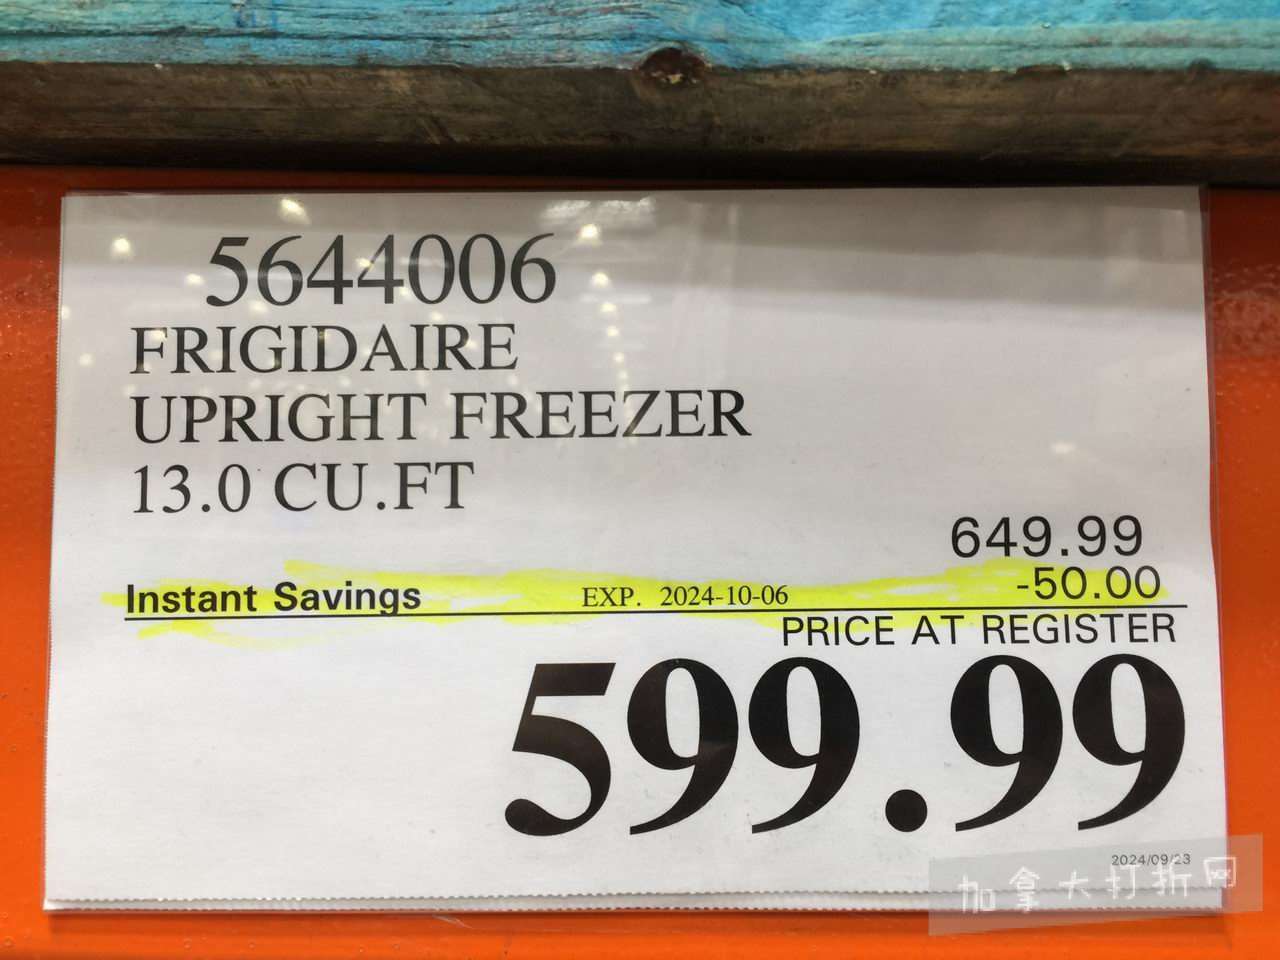 5644006
FRIGIDAIRE
UPRIGHT FREEZER
13.0 CU.FT
649.99
Instant Savings EXP. 2024-10-06 -50.00
PRICE AT REGISTER
599.99
2024/09/23
加拿大打折网